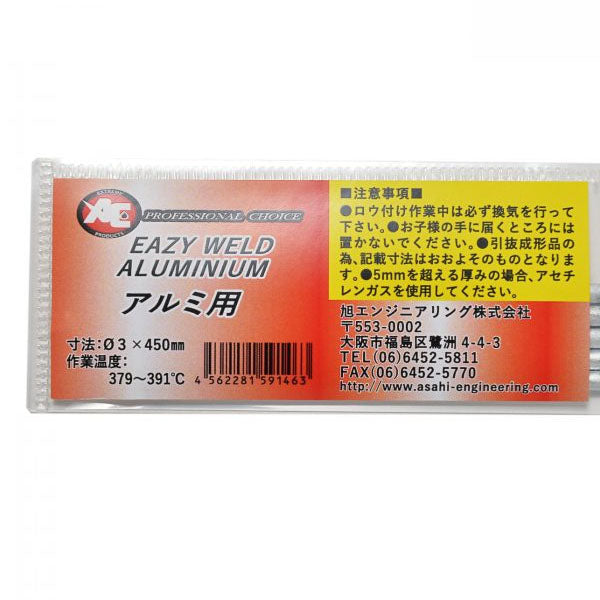 EXTREME
AE
PRODUCTS
PROFESSIONAL CHOICE
EAZY WELD
ALUMINIUM
アルミ用
寸法:Ø3×450mm
作業温度:
379〜391℃
4 562281 591463
■注意事項■
●ロウ付け作業中は必ず換気を行って
下さい。●お子様の手に届くところには
置かないでください。●引抜成形品の
為、記載寸法はおおよそのものとなりま
す。●5mmを超える厚みの場合、アセチ
レンガスを使用してください。
旭エンジニアリング株式会社
〒553-0002
大阪市福島区鷺洲 4-4-3
TEL(06)6452-5811
FAX(06)6452-5770
http://www.asahi-engineering.com/